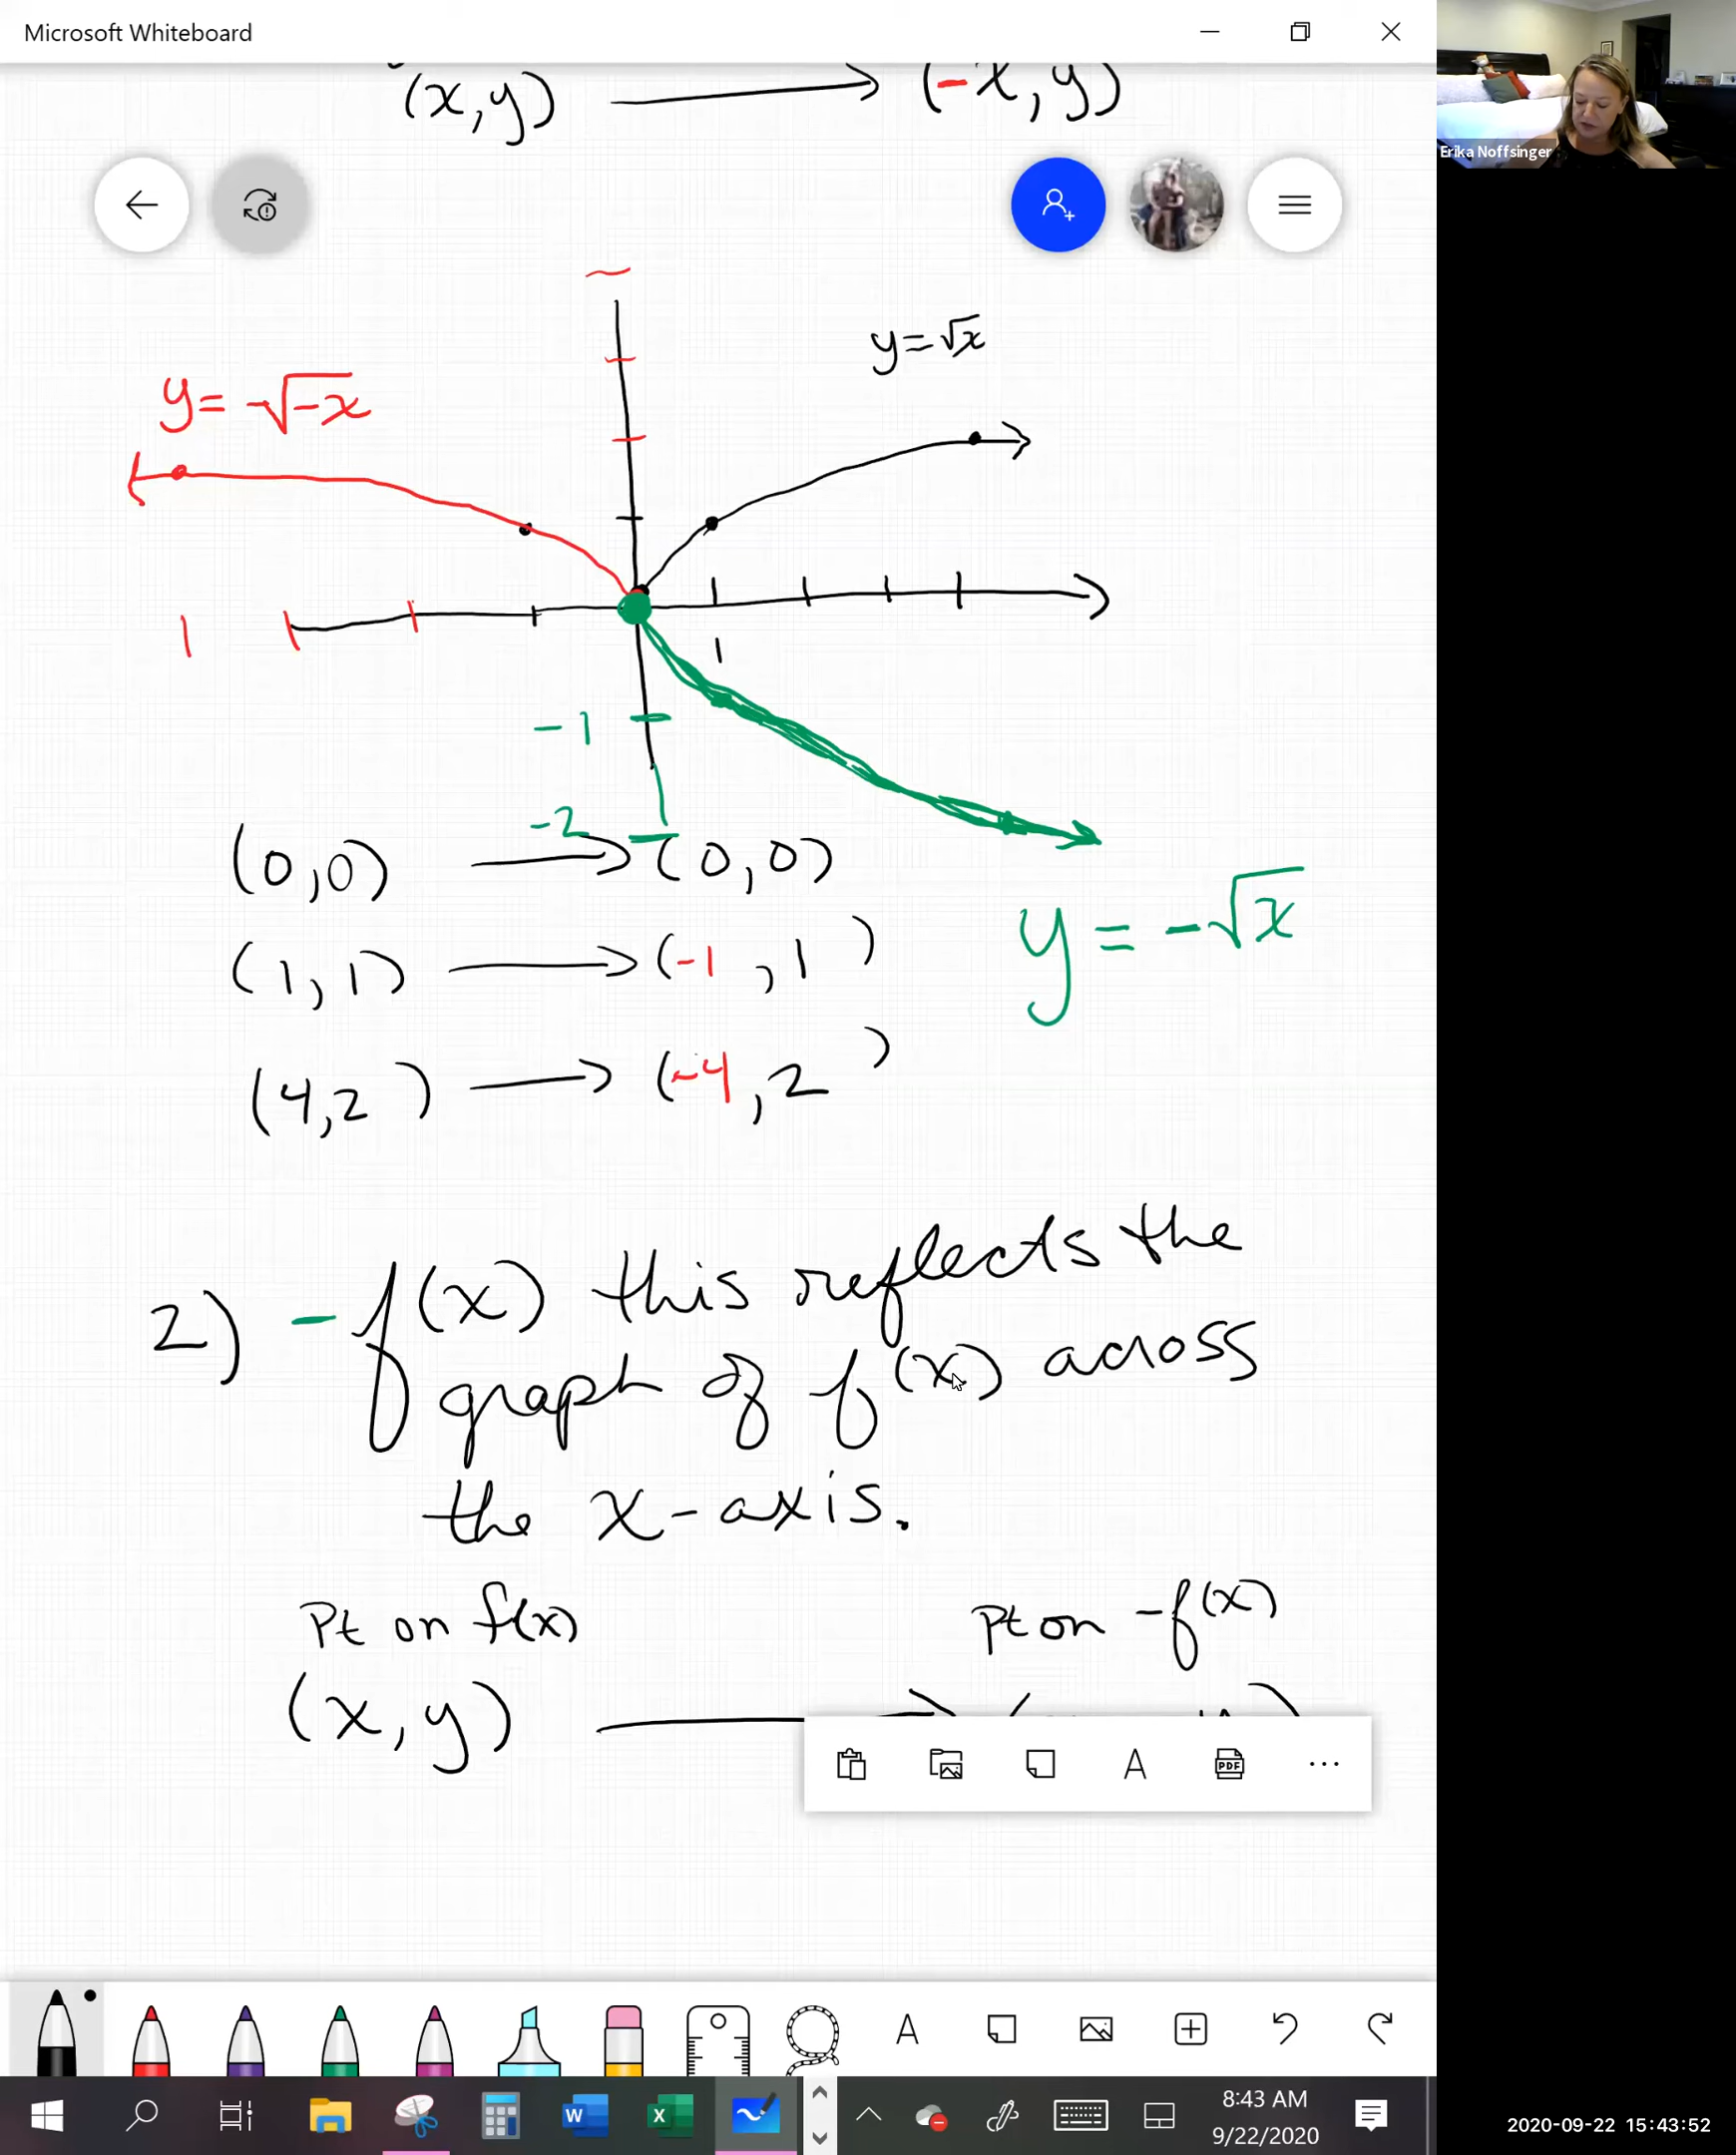 Microsoft Whiteboard
(x,y) → (-x,y)
Erika Noffsinger
y=√x
y= -√-x
1
-1
-2
(0,0) → (0,0)
y = -√x
(1,1) → (-1,1)
(4,2) → (-4,2)
2) -f(x) this reflects the
graph of f(x) across
the x-axis.
Pt on f(x) Pt on -f(x)
(x,y) →
PDF
8:43 AM
9/22/2020
2020-09-22 15:43:52